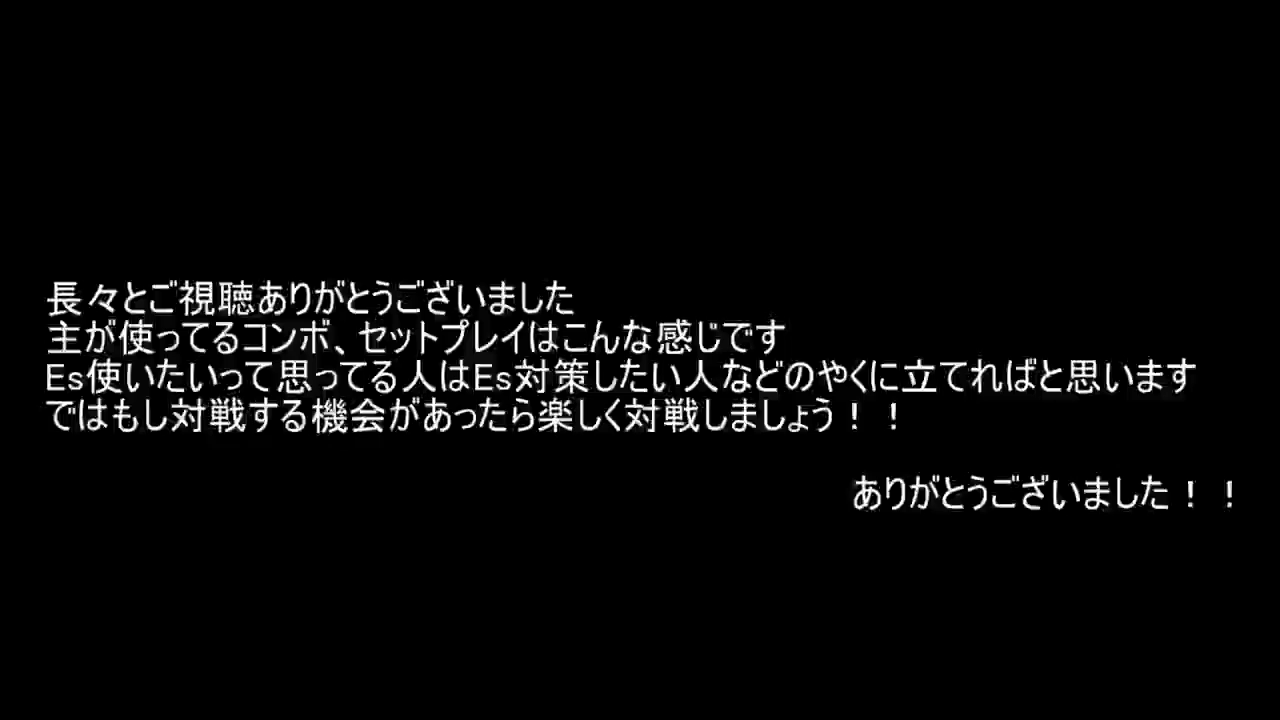 長々とご視聴ありがとうございました
主が使ってるコンボ、セットプレイはこんな感じです
Es使いたいって思ってる人はEs対策したい人などのやくに立てればと思います
ではもし対戦する機会があったら楽しく対戦しましょう！！
ありがとうございました！！